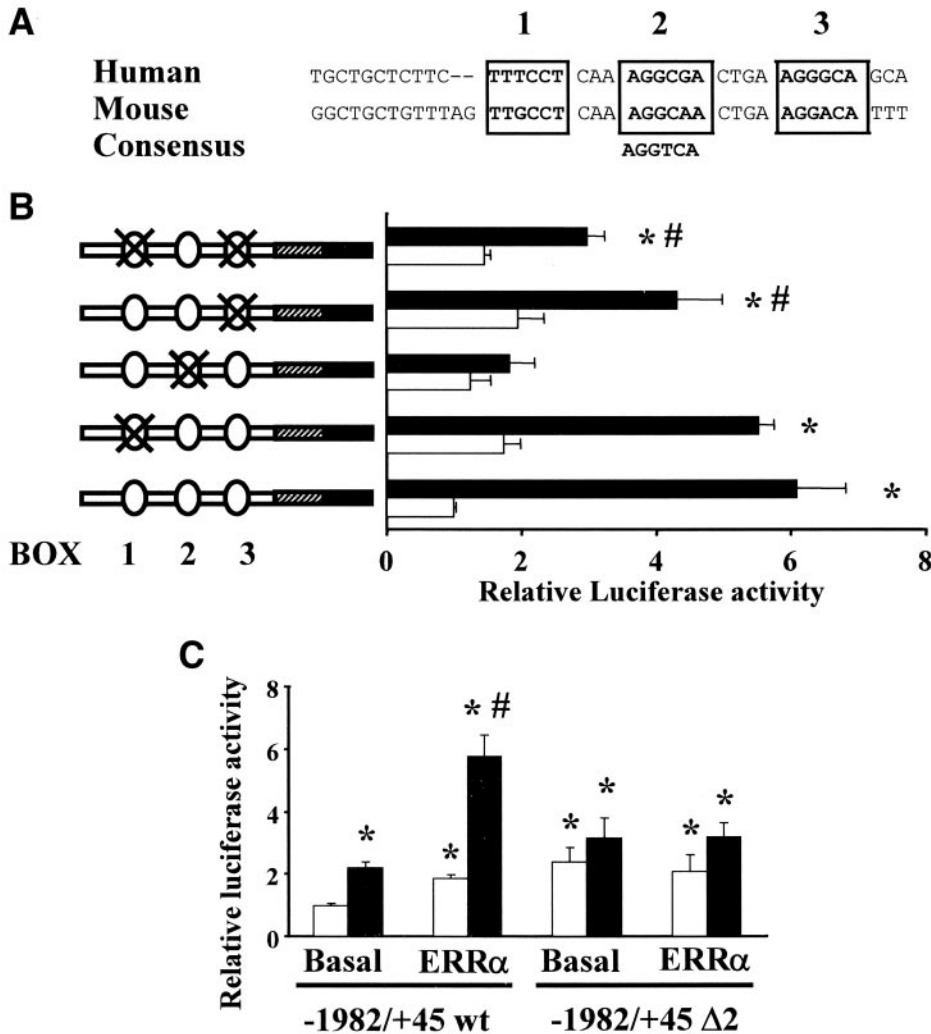 A
1 2 3
Human TGCTGCTCTTC-- TTTCCT CAA AGGCGA CTGA AGGGCA GCA
Mouse GGCTGCTGTTTAG TTGCCT CAA AGGCAA CTGA AGGACA TTT
Consensus AGGTCA
B
* #
* #
*
*
BOX 1 2 3
0 2 4 6 8
Relative Luciferase activity
C
Relative luciferase activity
8
6
4
2
0
* * * # * * * *
Basal ERRα Basal ERRα
-1982/+45 wt -1982/+45 Δ2